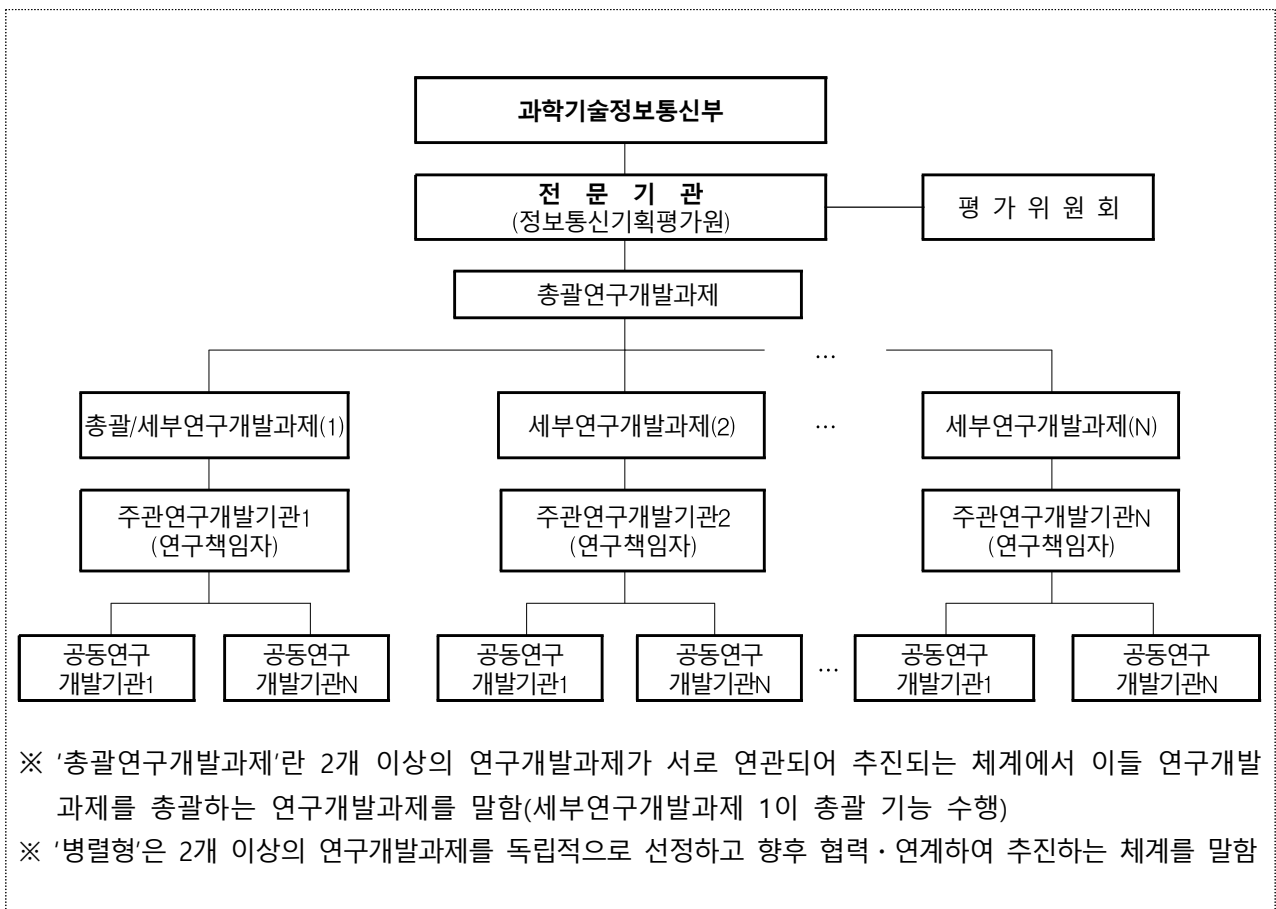 과학기술정보통신부
전 문 기 관
(정보통신기획평가원)
평 가 위 원 회
총괄연구개발과제
...
총괄/세부연구개발과제(1)
세부연구개발과제(2)
...
세부연구개발과제(N)
주관연구개발기관1
(연구책임자)
주관연구개발기관2
(연구책임자)
주관연구개발기관N
(연구책임자)
공동연구
개발기관1
공동연구
개발기관N
공동연구
개발기관1
공동연구
개발기관N
...
공동연구
개발기관1
공동연구
개발기관N
※ '총괄연구개발과제'란 2개 이상의 연구개발과제가 서로 연관되어 추진되는 체계에서 이들 연구개발
과제를 총괄하는 연구개발과제를 말함(세부연구개발과제 1이 총괄 기능 수행)
※ '병렬형'은 2개 이상의 연구개발과제를 독립적으로 선정하고 향후 협력·연계하여 추진하는 체계를 말함